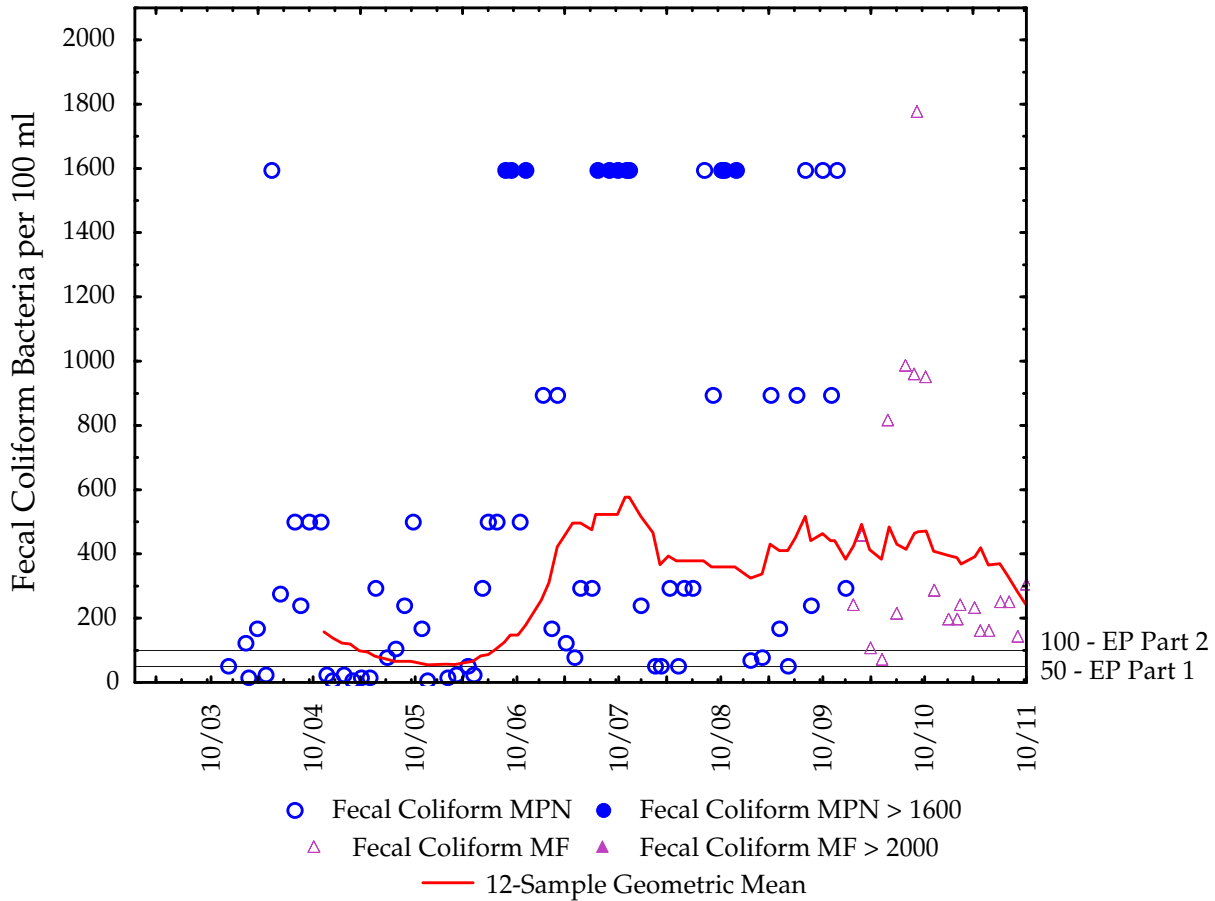 Fecal Coliform Bacteria per 100 ml
2000
1800
1600
1400
1200
1000
800
600
400
200
0
100 - EP Part 2
50 - EP Part 1
10/03
10/04
10/05
10/06
10/07
10/08
10/09
10/10
10/11
Fecal Coliform MPN
Fecal Coliform MPN > 1600
Fecal Coliform MF
Fecal Coliform MF > 2000
12-Sample Geometric Mean